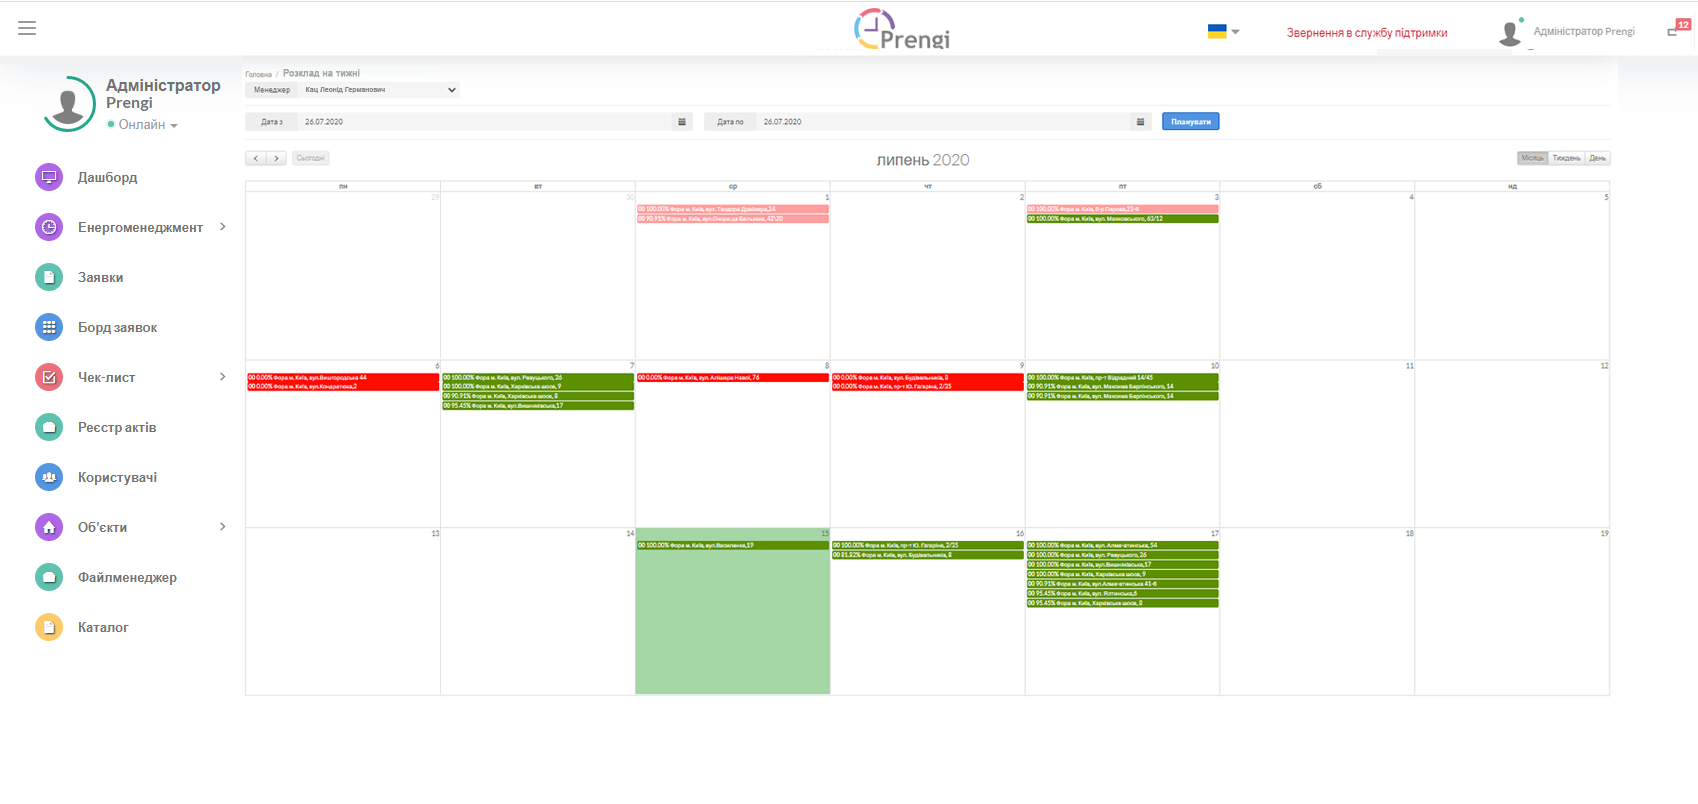 Prengi
Звернення в службу підтримки
Адміністратор Prengi
12
Адміністратор
Prengi
Онлайн
Дашборд
Енергоменеджмент
Заявки
Борд заявок
Чек-лист
Реєстр актів
Користувачі
Об'єкти
Файлменеджер
Каталог
Головна / Розклад на тижні
Менеджер Кац Леонід Германович
Дата з 26.07.2020 Дата по 26.07.2020 Планувати
Сьогодні липень 2020 Місяць Тиждень День
пн вт ср чт пт сб нд
29 30 1 2 3 4 5
00 100.00% Фора м. Київ, вул. Теодора Драйзера,24
00 90.91% Фора м. Київ, вул.Оноре де Бальзака, 42\20
00 100.00% Фора м. Київ, б-р Перова,23-б
00 100.00% Фора м. Київ, вул. Маяковського, 63/12
6 7 8 9 10 11 12
00 0.00% Фора м. Київ, вул.Вишгородська 44
00 0.00% Фора м. Київ, вул.Кондратюка,2
00 100.00% Фора м. Київ, вул. Ревуцького, 26
00 100.00% Фора м. Київ, Харківське шосе, 9
00 90.91% Фора м. Київ, Харківське шосе, 8
00 95.45% Фора м. Київ, вул.Вишняківська,17
00 0.00% Фора м. Київ, вул. Алішера Навої, 76
00 0.00% Фора м. Київ, вул. Будівельників, 8
00 0.00% Фора м. Київ, пр-т Ю. Гагаріна, 2/25
00 100.00% Фора м. Київ, пр-т Відрадний 14/45
00 90.91% Фора м. Київ, вул. Максима Берлінського, 14
00 90.91% Фора м. Київ, вул. Максима Берлінського, 14
13 14 15 16 17 18 19
00 100.00% Фора м. Київ, вул.Василенка,19
00 100.00% Фора м. Київ, пр-т Ю. Гагаріна, 2/25
00 81.82% Фора м. Київ, вул. Будівельників, 8
00 100.00% Фора м. Київ, вул. Алма-атинська, 54
00 100.00% Фора м. Київ, вул. Ревуцького, 26
00 100.00% Фора м. Київ, вул.Вишняківська,17
00 100.00% Фора м. Київ, Харківське шосе, 9
00 90.91% Фора м. Київ, вул.Алма-атинська 41-б
00 95.45% Фора м. Київ, вул. Ялтинська,6
00 95.45% Фора м. Київ, Харківське шосе, 8